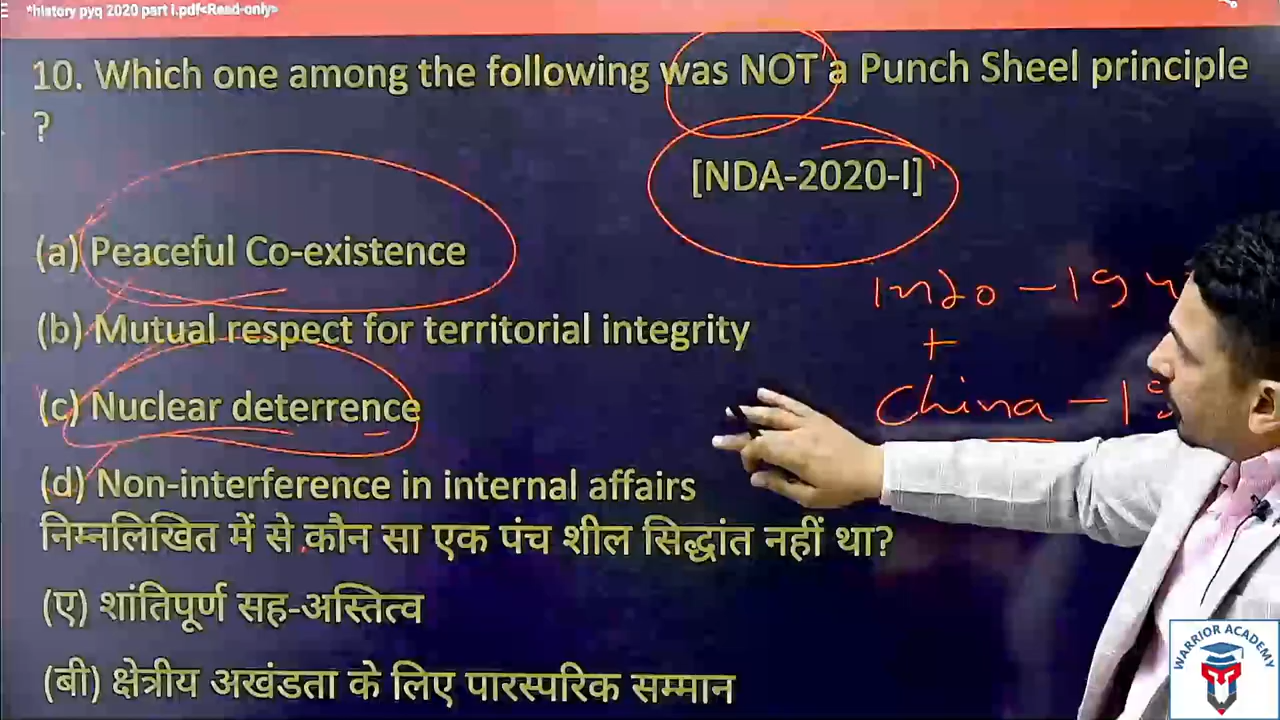 *history pyq 2020 part I.pdf<Read-only>
10. Which one among the following was NOT a Punch Sheel principle
?
[NDA-2020-I]
(a) Peaceful Co-existence
(b) Mutual respect for territorial integrity
(c) Nuclear deterrence
(d) Non-interference in internal affairs
निम्नलिखित में से कौन सा एक पंच शील सिद्धांत नहीं था?
(ए) शांतिपूर्ण सह-अस्तित्व
(बी) क्षेत्रीय अखंडता के लिए पारस्परिक सम्मान
+
China - 19
WARRIOR ACADEMY